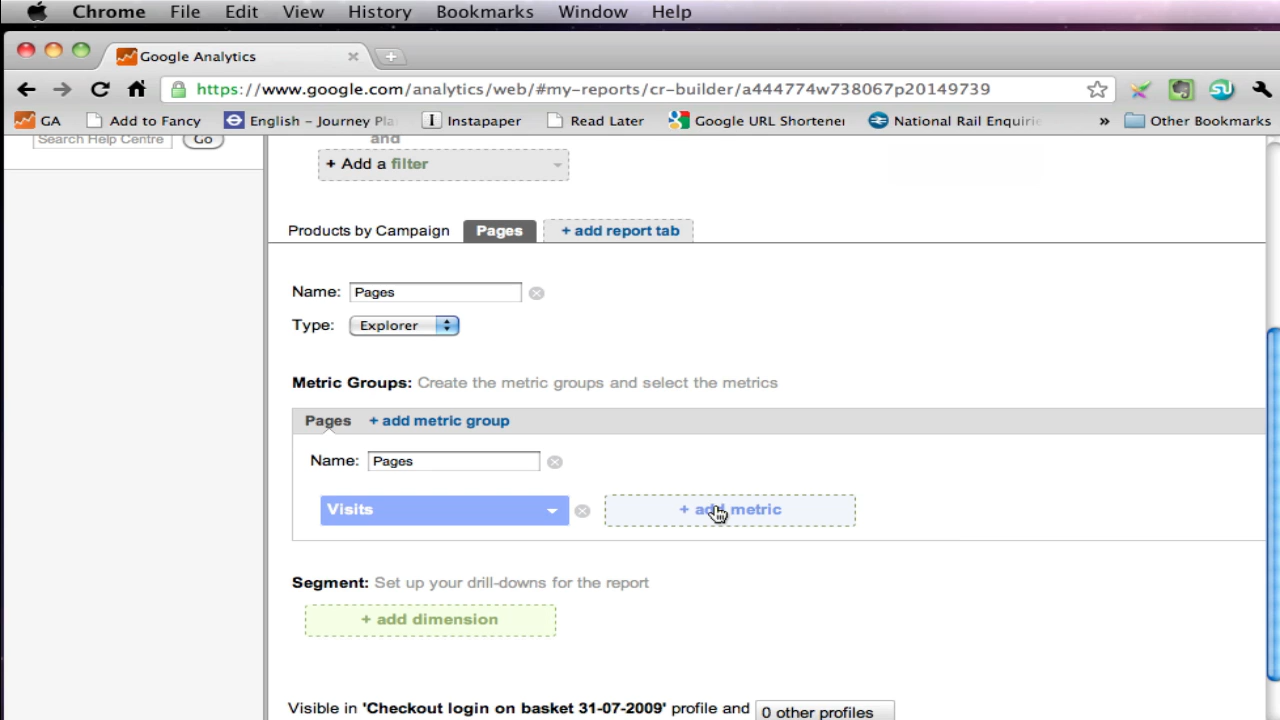 Chrome File Edit View History Bookmarks Window Help
Google Analytics
https://www.google.com/analytics/web/#my-reports/cr-builder/a444774w738067p20149739
GA Add to Fancy English – Journey Pla Instapaper Read Later Google URL Shortener National Rail Enquirie » Other Bookmarks
Search Help Centre Go
and
+ Add a filter
Products by Campaign Pages + add report tab
Name: Pages
Type: Explorer
Metric Groups: Create the metric groups and select the metrics
Pages + add metric group
Name: Pages
Visits + add metric
Segment: Set up your drill-downs for the report
+ add dimension
Visible in 'Checkout login on basket 31-07-2009' profile and 0 other profiles